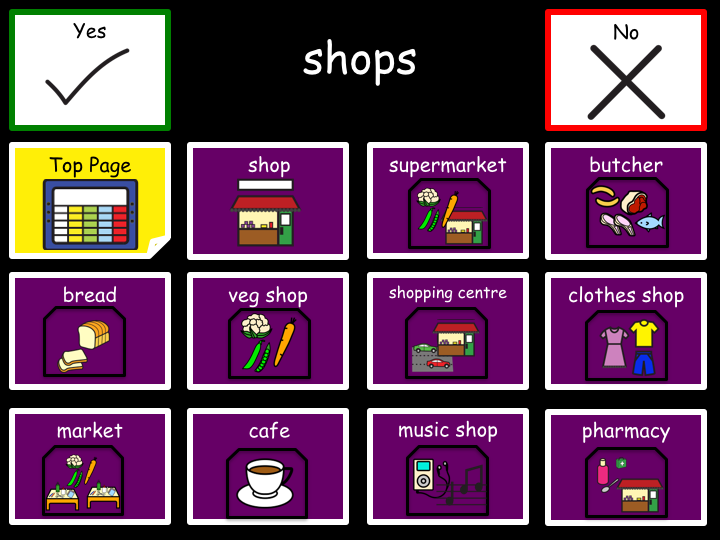 Yes
shops
No
Top Page
shop
supermarket
butcher
bread
veg shop
shopping centre
clothes shop
market
cafe
music shop
pharmacy